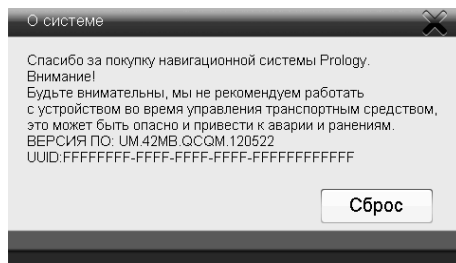 О системе
Спасибо за покупку навигационной системы Prology.
Внимание!
Будьте внимательны, мы не рекомендуем работать
с устройством во время управления транспортным средством,
это может быть опасно и привести к аварии и ранениям.
ВЕРСИЯ ПО: UM.42MB.QCQM.120522
UUID:FFFFFFFF-FFFF-FFFF-FFFF-FFFFFFFFFFFF
Сброс